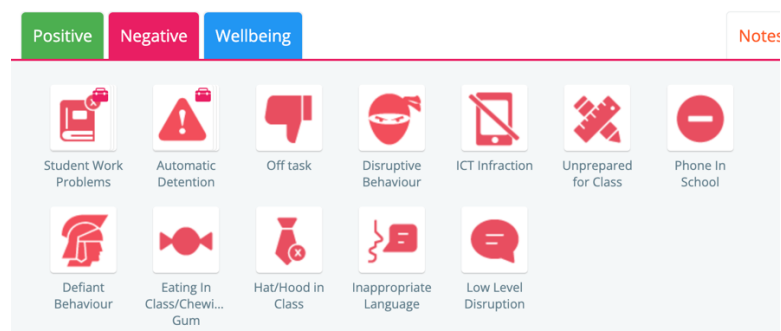 Positive
Negative
Wellbeing
Notes
Student Work
Problems
Automatic
Detention
Off task
Disruptive
Behaviour
ICT Infraction
Unprepared
for Class
Phone In
School
Defiant
Behaviour
Eating In
Class/Chewi...
Gum
Hat/Hood in
Class
Inappropriate
Language
Low Level
Disruption